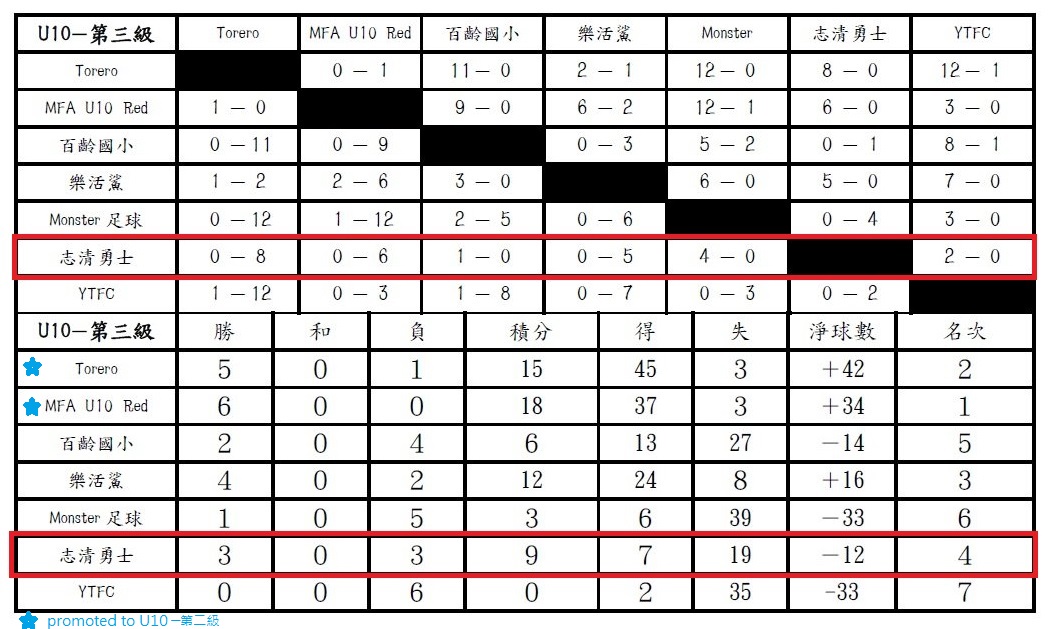 U10－第三級 Torero MFA U10 Red 百齡國小 樂活鯊 Monster 志清勇士 YTFC
Torero 0 － 1 11－ 0 2 － 1 12－ 0 8 － 0 12－ 1
MFA U10 Red 1 － 0 9 － 0 6 － 2 12－ 1 6 － 0 3 － 0
百齡國小 0 －11 0 － 9 0 － 3 5 － 2 0 － 1 8 － 1
樂活鯊 1 － 2 2 － 6 3 － 0 6 － 0 5 － 0 7 － 0
Monster 足球 0 －12 1 －12 2 － 5 0 － 6 0 － 4 3 － 0
志清勇士 0 － 8 0 － 6 1 － 0 0 － 5 4 － 0 2 － 0
YTFC 1 －12 0 － 3 1 － 8 0 － 7 0 － 3 0 － 2
U10－第三級 勝 和 負 積分 得 失 淨球數 名次
Torero 5 0 1 15 45 3 ＋42 2
MFA U10 Red 6 0 0 18 37 3 ＋34 1
百齡國小 2 0 4 6 13 27 －14 5
樂活鯊 4 0 2 12 24 8 +16 3
Monster 足球 1 0 5 3 6 39 －33 6
志清勇士 3 0 3 9 7 19 －12 4
YTFC 0 0 6 0 2 35 -33 7
promoted to U10－第二級